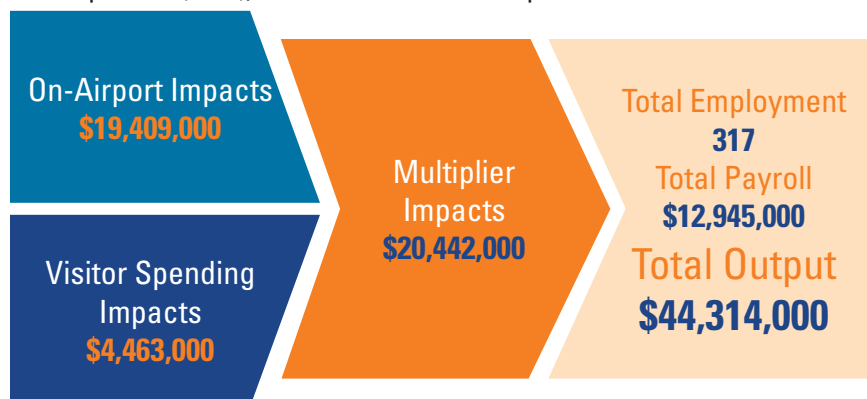 On-Airport Impacts
$19,409,000
Visitor Spending
Impacts
$4,463,000
Multiplier
Impacts
$20,442,000
Total Employment
317
Total Payroll
$12,945,000
Total Output
$44,314,000